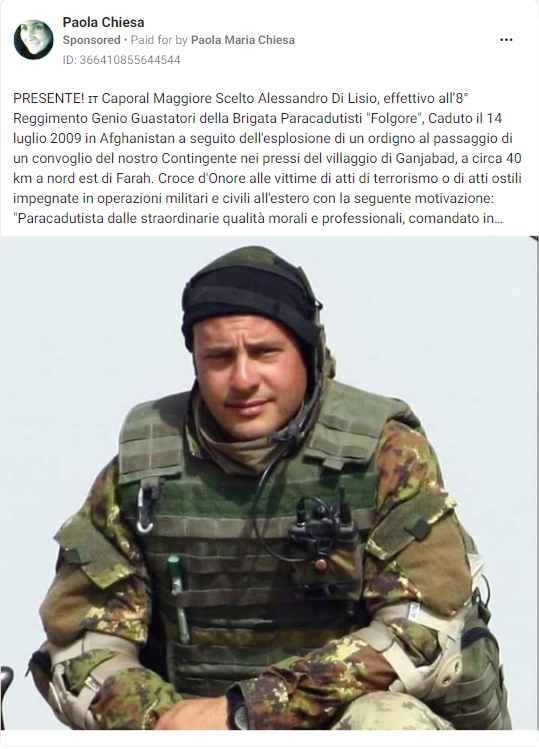 Paola Chiesa
Sponsored • Paid for by Paola Maria Chiesa
ID: 366410855644544
PRESENTE! ɪᴛ Caporal Maggiore Scelto Alessandro Di Lisio, effettivo all'8°
Reggimento Genio Guastatori della Brigata Paracadutisti "Folgore", Caduto il 14
luglio 2009 in Afghanistan a seguito dell'esplosione di un ordigno al passaggio di
un convoglio del nostro Contingente nei pressi del villaggio di Ganjabad, a circa 40
km a nord est di Farah. Croce d'Onore alle vittime di atti di terrorismo o di atti ostili
impegnate in operazioni militari e civili all'estero con la seguente motivazione:
"Paracadutista dalle straordinarie qualità morali e professionali, comandato in...